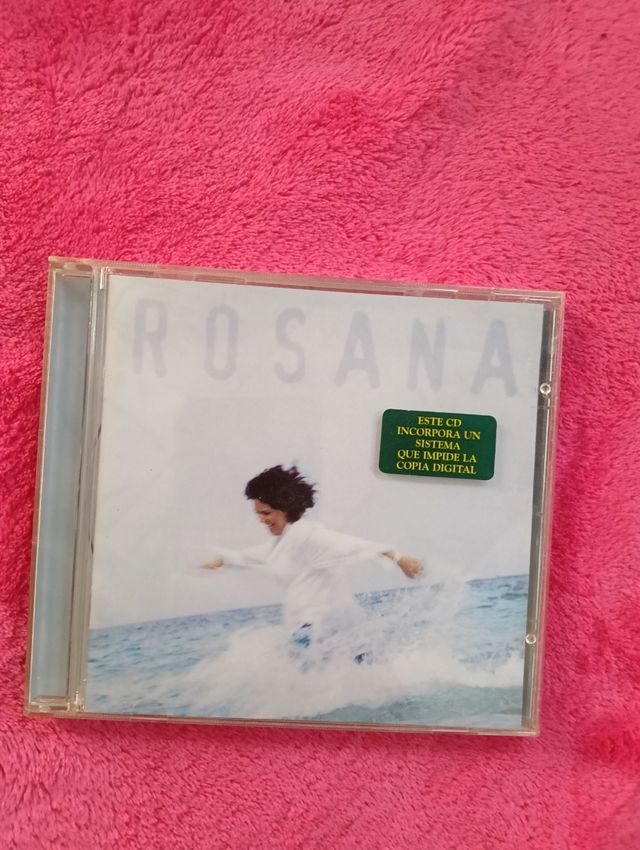 ROSANA
ESTE CD
INCORPORA UN
SISTEMA
QUE IMPIDE LA
COPIA DIGITAL